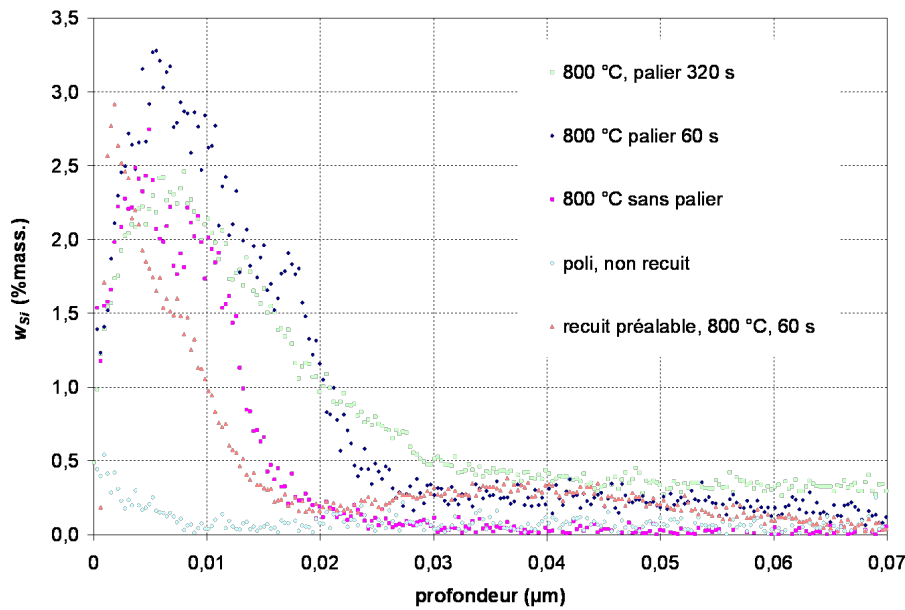 3,5
3,0
2,5
2,0
1,5
1,0
0,5
0,0
w_Si (%mass.)
800 °C, palier 320 s
800 °C palier 60 s
800 °C sans palier
poli, non recuit
recuit préalable, 800 °C, 60 s
0 0,01 0,02 0,03 0,04 0,05 0,06 0,07
profondeur (µm)